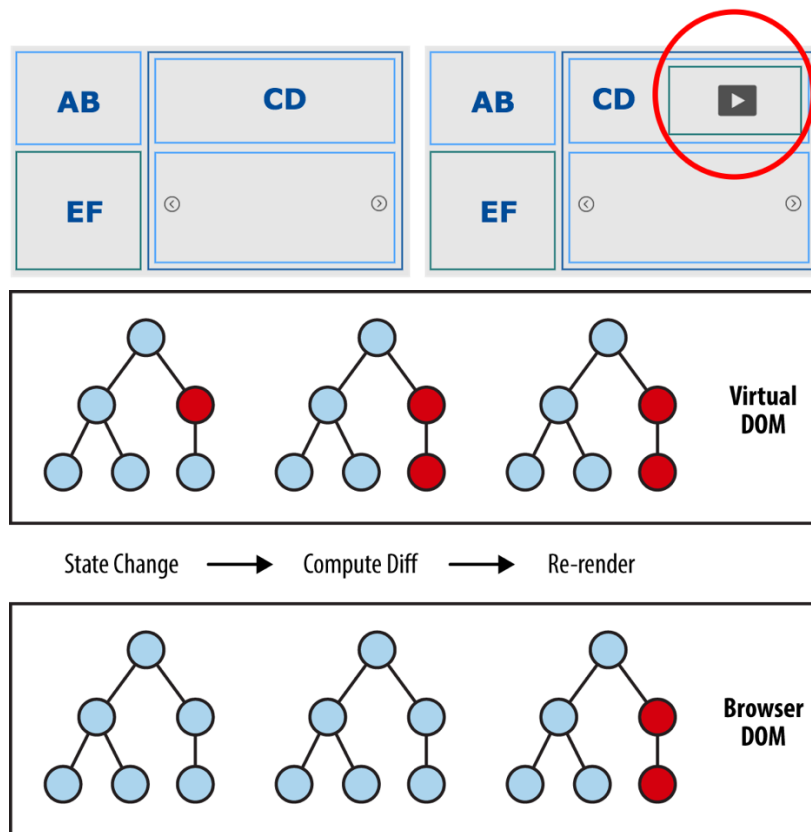 AB
CD
AB
CD
EF
EF
Virtual
DOM
State Change
Compute Diff
Re-render
Browser
DOM